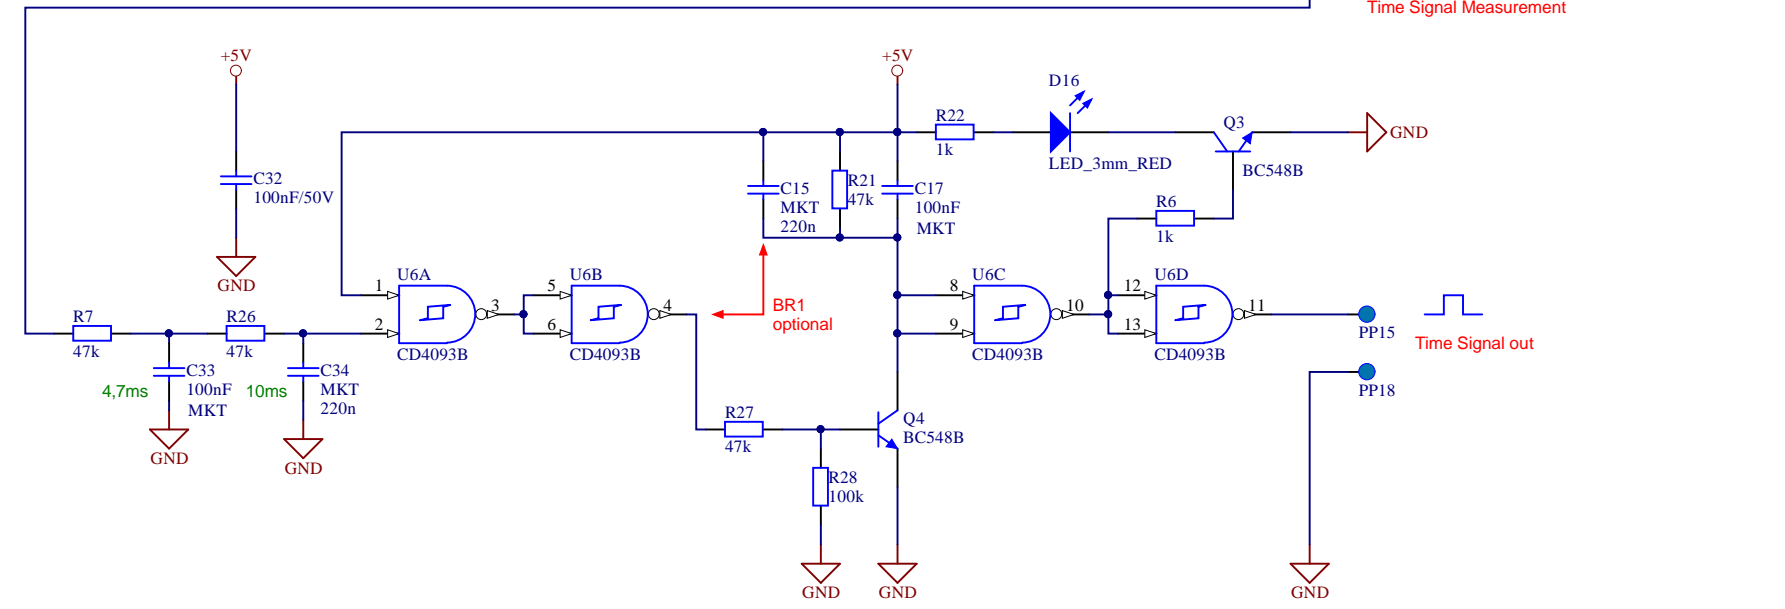 Time Signal Measurement
+5V
+5V
D16
R22
Q3
1k
GND
LED_3mm_RED
BC548B
C32
100nF/50V
C15
MKT
220n
R21
47k
C17
100nF
MKT
R6
1k
GND
U6A
U6B
U6C
U6D
1
2
3
5
6
4
8
9
10
12
13
11
BR1
optional
R7
47k
R26
47k
CD4093B
CD4093B
CD4093B
CD4093B
PP15
Time Signal out
4,7ms
C33
100nF
MKT
10ms
C34
MKT
220n
PP18
R27
47k
Q4
BC548B
GND
GND
R28
100k
GND
GND
GND